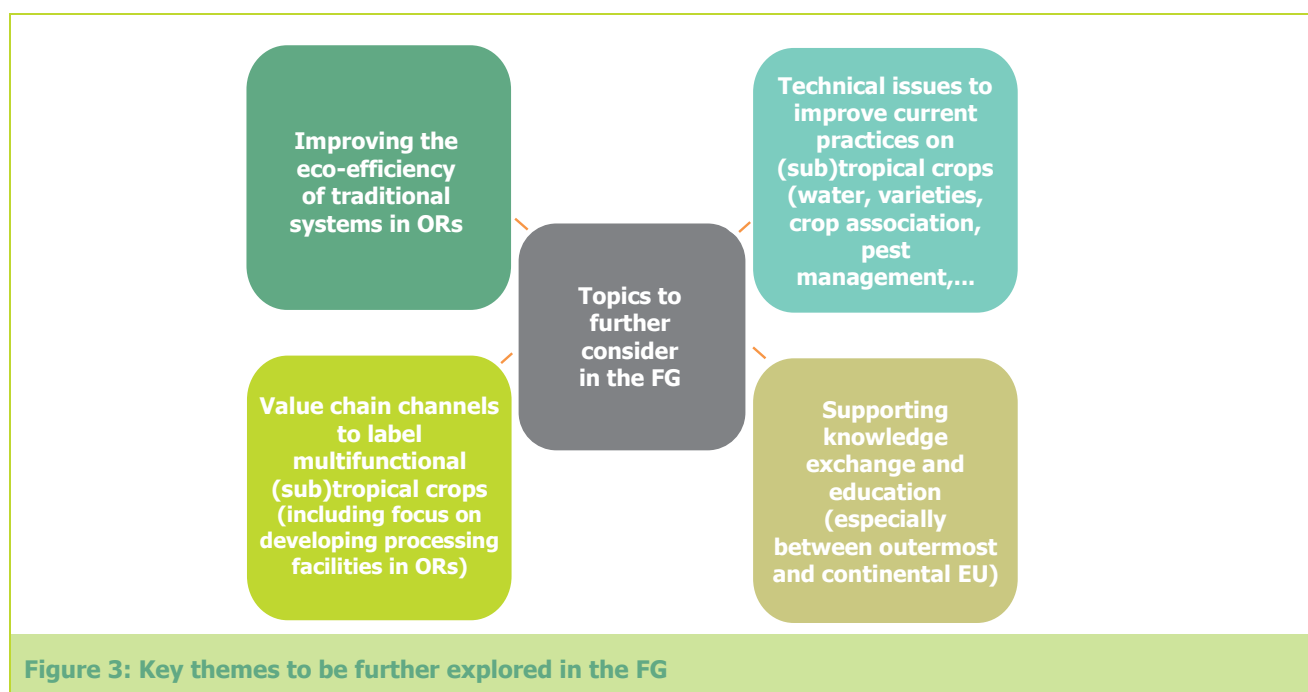 Improving the
eco-efficiency
of traditional
systems in ORs
Technical issues to
improve current
practices on
(sub)tropical crops
(water, varieties,
crop association,
pest
management,...
Topics to
further
consider
in the FG
Value chain channels
to label
multifunctional
(sub)tropical crops
(including focus on
developing processing
facilities in ORs)
Supporting
knowledge
exchange and
education
(especially
between outermost
and continental EU)
Figure 3: Key themes to be further explored in the FG